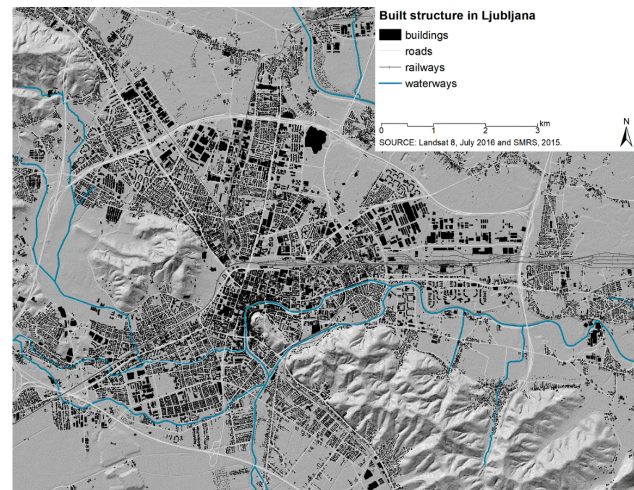 Built structure in Ljubljana
buildings
roads
railways
waterways
km
0 1 2 3
SOURCE: Landsat 8, July 2016 and SMRS, 2015.
N